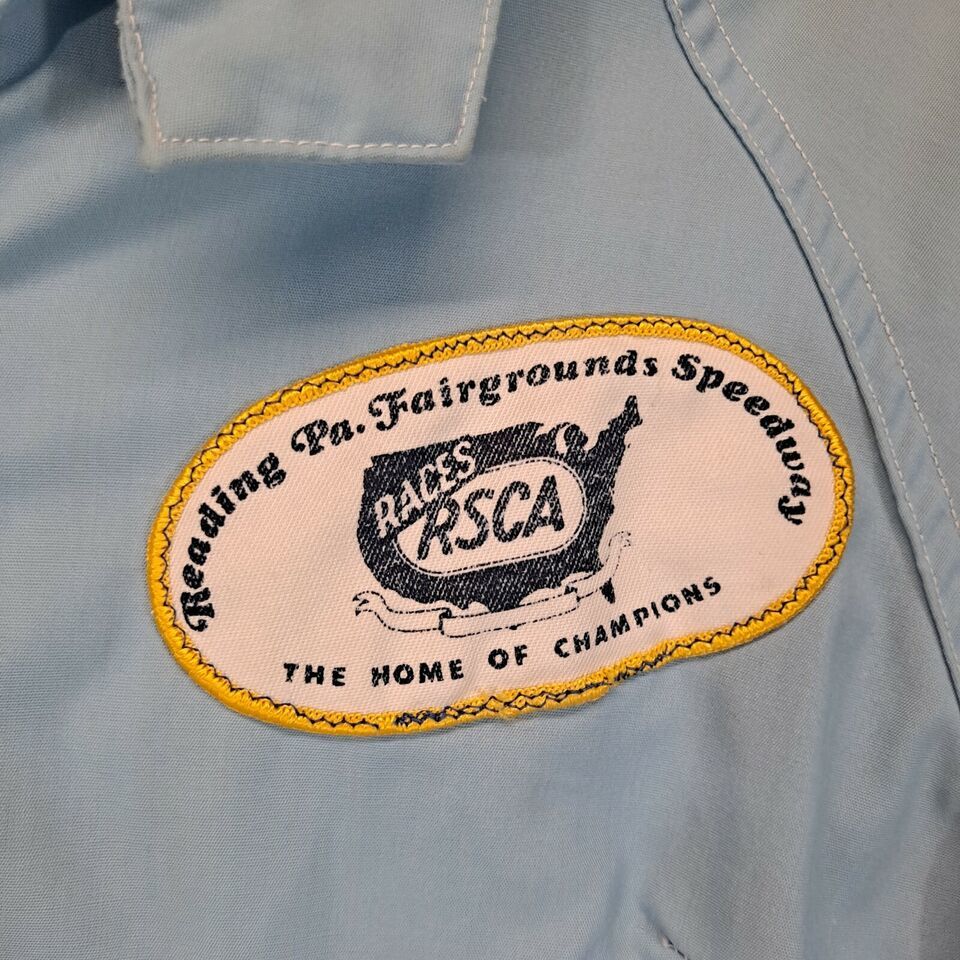 Reading Pa. Fairgrounds Speedway
RACES
RSCA
THE HOME OF CHAMPIONS